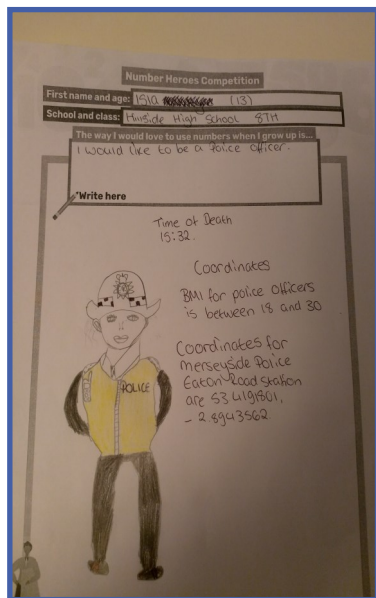 Number Heroes Competition
First name and age: Isla (13)
School and class: Hillside High School 8TH
The way I would love to use numbers when I grow up is...
I would like to be a Police officer.
*Write here
Time of Death
15:32.
Coordinates
BMI for police officers
is between 18 and 30
Coordinates for
Merseyside Police
Eaton Road Station
are 53.4191801,
- 2.8943562
POLICE